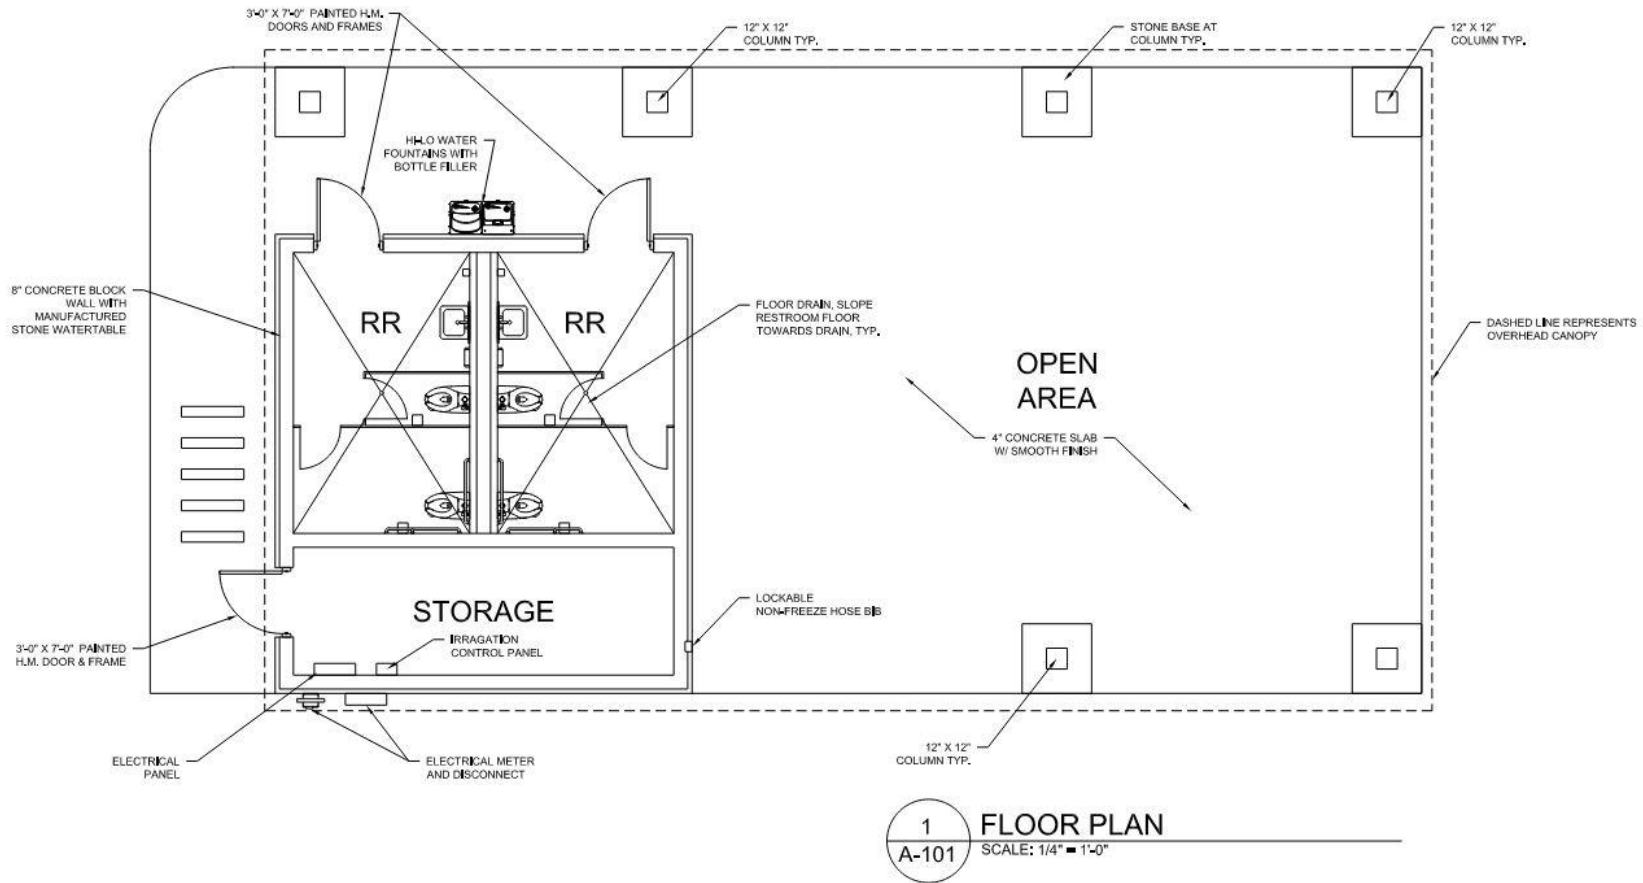 3'-0" X 7'-0" PAINTED H.M.
DOORS AND FRAMES
12" X 12"
COLUMN TYP.
STONE BASE AT
COLUMN TYP.
12" X 12"
COLUMN TYP.
HI-LO WATER
FOUNTAINS WITH
BOTTLE FILLER
8" CONCRETE BLOCK
WALL WITH
MANUFACTURED
STONE WATERTABLE
RR
RR
FLOOR DRAIN, SLOPE
RESTROOM FLOOR
TOWARDS DRAIN, TYP.
DASHED LINE REPRESENTS
OVERHEAD CANOPY
OPEN
AREA
4" CONCRETE SLAB
W/ SMOOTH FINISH
STORAGE
LOCKABLE
NON-FREEZE HOSE BIB
3'-0" X 7'-0" PAINTED
H.M. DOOR & FRAME
IRRAGATION
CONTROL PANEL
ELECTRICAL
PANEL
ELECTRICAL METER
AND DISCONNECT
12" X 12"
COLUMN TYP.
1
A-101
FLOOR PLAN
SCALE: 1/4" = 1'-0"